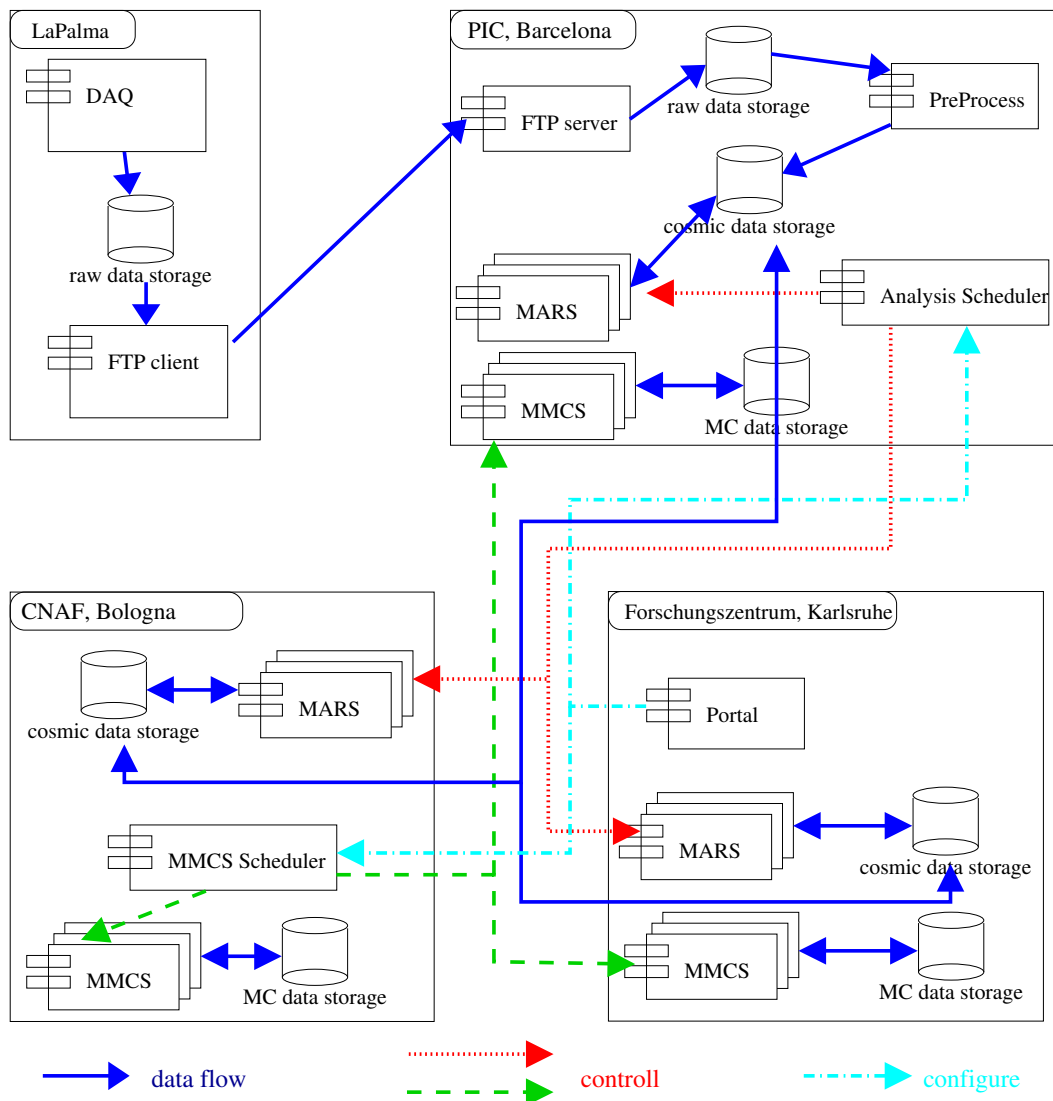 LaPalma
DAQ
raw data storage
FTP client
PIC, Barcelona
FTP server
raw data storage
PreProcess
cosmic data storage
MARS
Analysis Scheduler
MMCS
MC data storage
CNAF, Bologna
cosmic data storage
MARS
MMCS Scheduler
MMCS
MC data storage
Forschungszentrum, Karlsruhe
Portal
MARS
cosmic data storage
MMCS
MC data storage
data flow
controll
configure